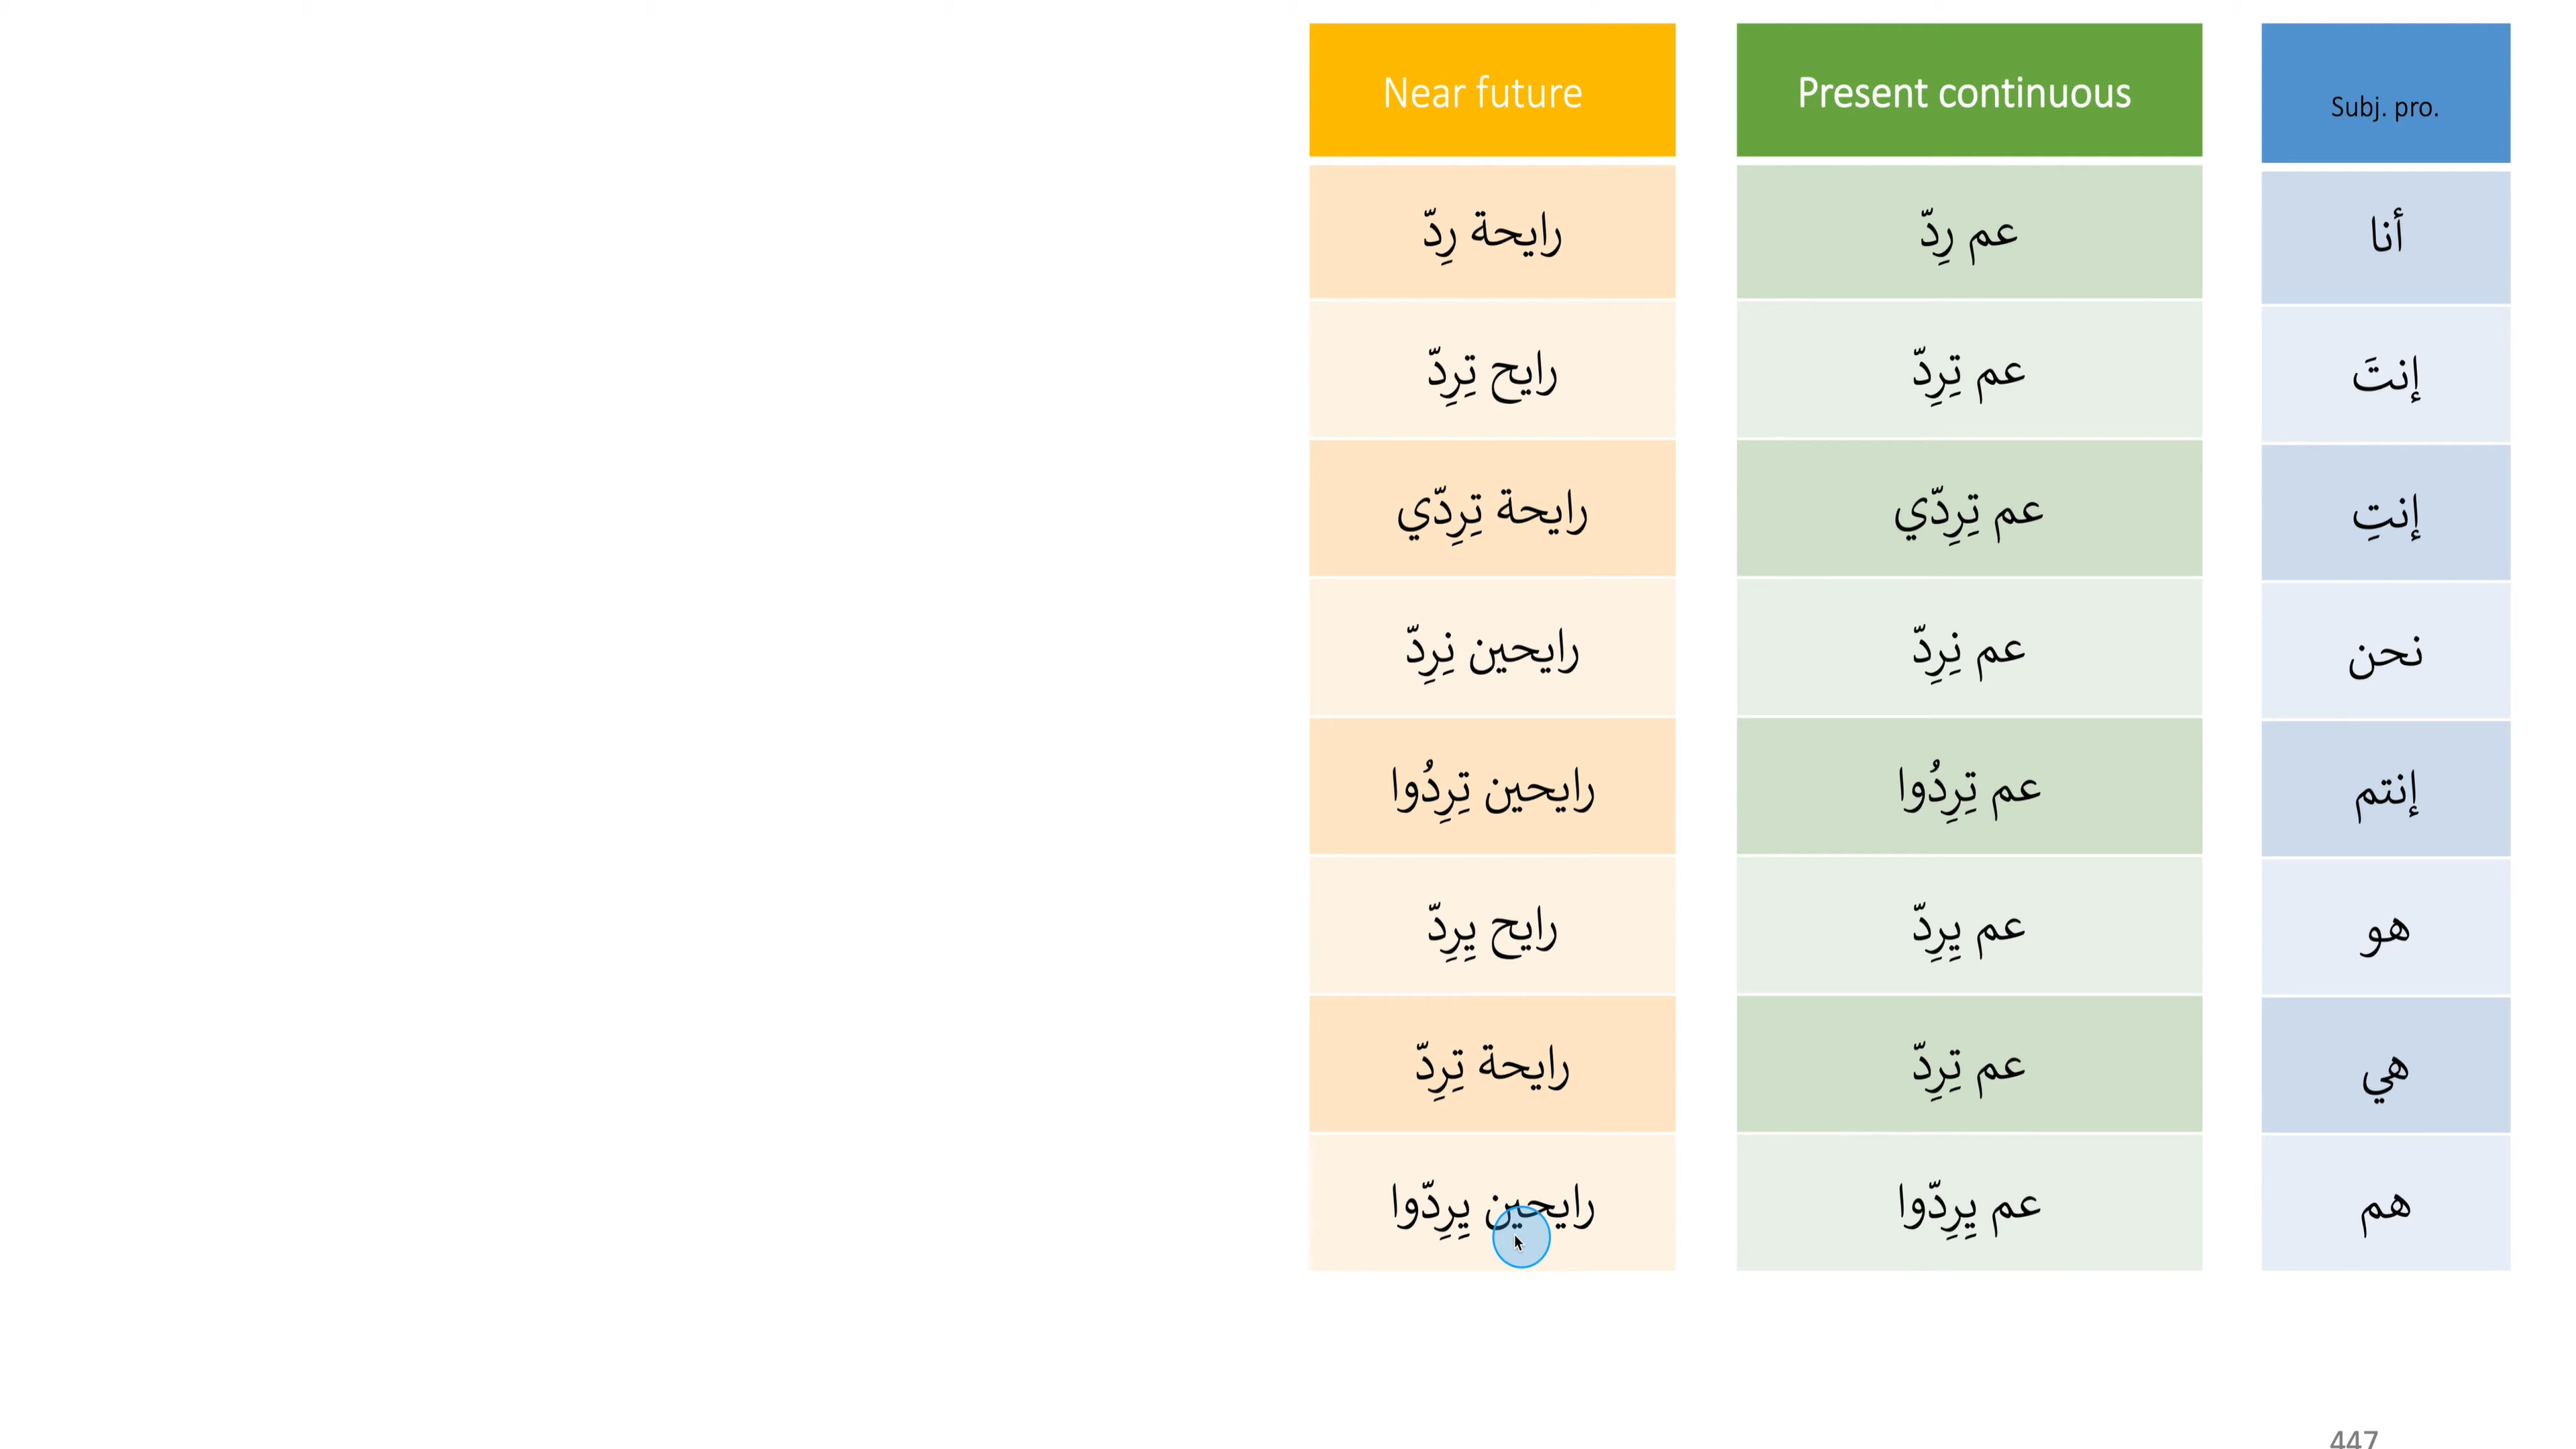 Subj. pro. Present continuous Near future
أنا عم رِدّ رايحة رِدّ
إنتَ عم تِرِدّ رايح تِرِدّ
إنتِ عم تِرِدّي رايحة تِرِدّي
نحن عم نِرِدّ رايحين نِرِدّ
إنتم عم تِرِدُوا رايحين تِرِدُوا
هو عم يِرِدّ رايح يِرِدّ
هي عم تِرِدّ رايحة تِرِدّ
هم عم يِرِدّوا رايحين يِرِدّوا
447